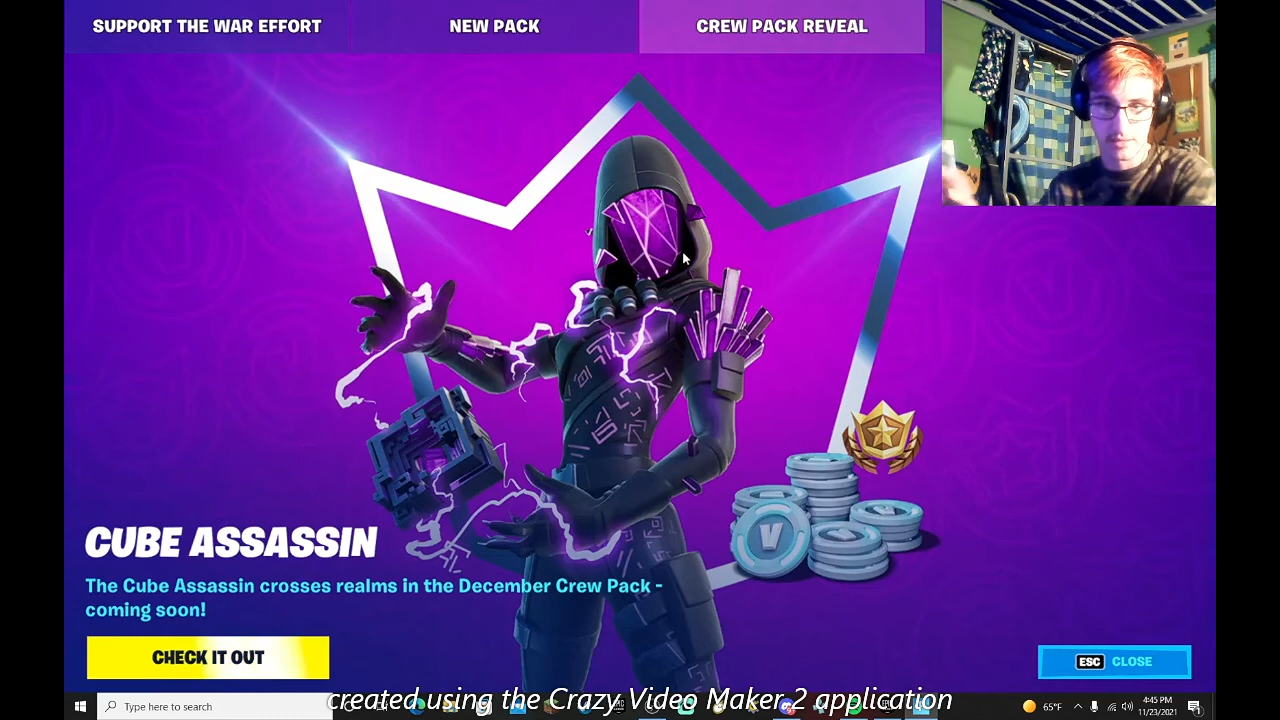 SUPPORT THE WAR EFFORT
NEW PACK
CREW PACK REVEAL
V
CUBE ASSASSIN
The Cube Assassin crosses realms in the December Crew Pack -
coming soon!
CHECK IT OUT
ESC CLOSE
created using the Crazy Video Maker 2 application
Type here to search
65°F
4:45 PM
11/23/2021